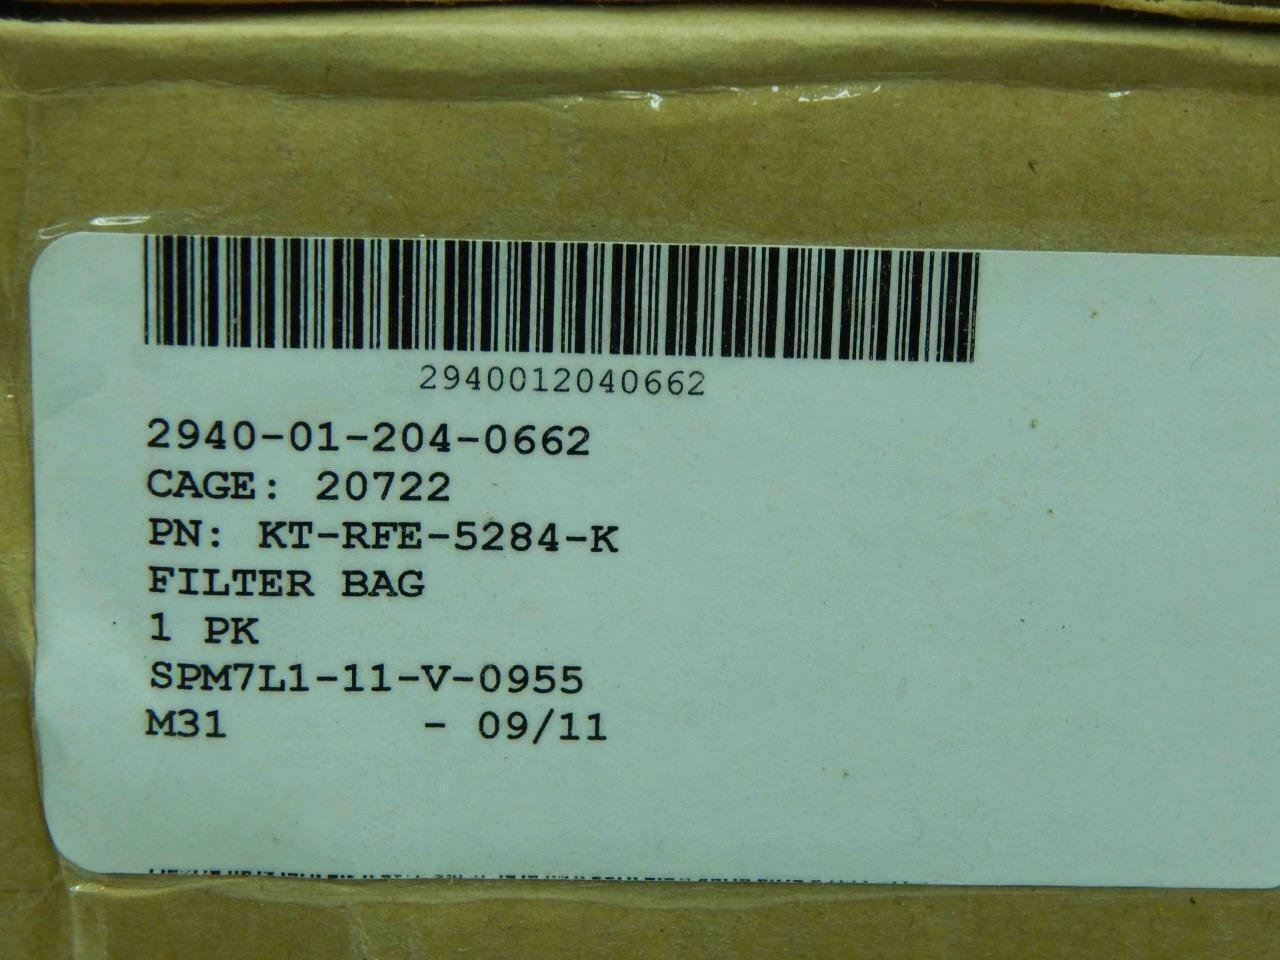 2940012040662
2940-01-204-0662
CAGE: 20722
PN: KT-RFE-5284-K
FILTER BAG
1 PK
SPM7L1-11-V-0955
M31 - 09/11